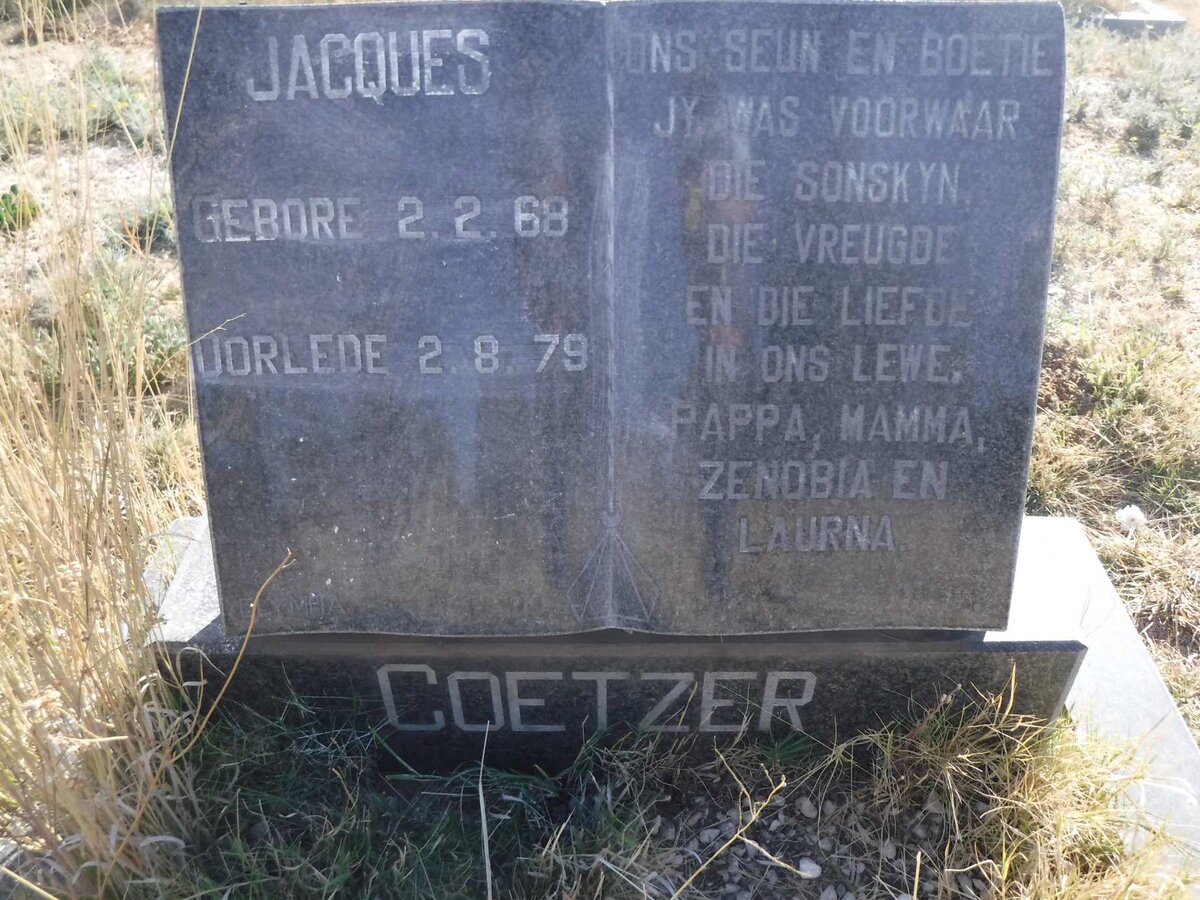 JACQUES
GEBORE 2.2.68
OORLEDE 2.8.79
ONS SEUN EN BOETIE
JY WAS VOORWAAR
DIE SONSKYN,
DIE VREUGDE
EN DIE LIEFDE
IN ONS LEWE.
PAPPA, MAMMA,
ZENOBIA EN
LAURNA.
COETZER